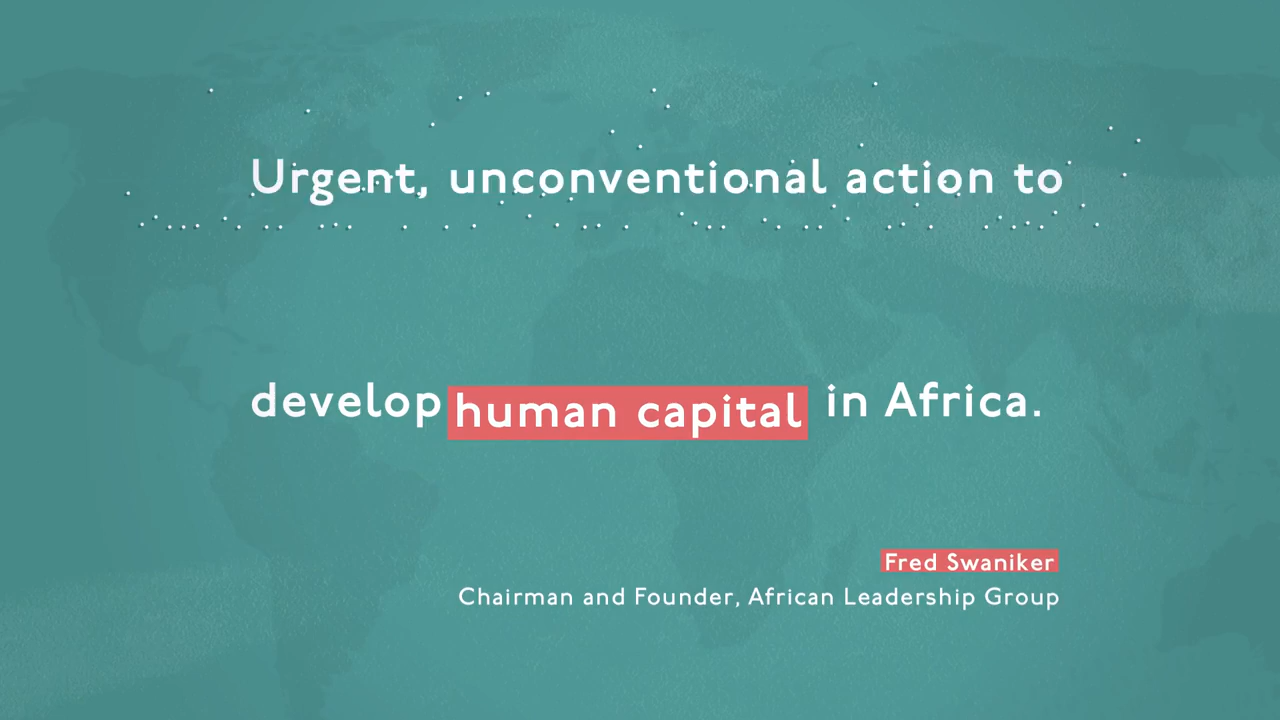 Urgent, unconventional action to
develop human capital in Africa.
Fred Swaniker
Chairman and Founder, African Leadership Group